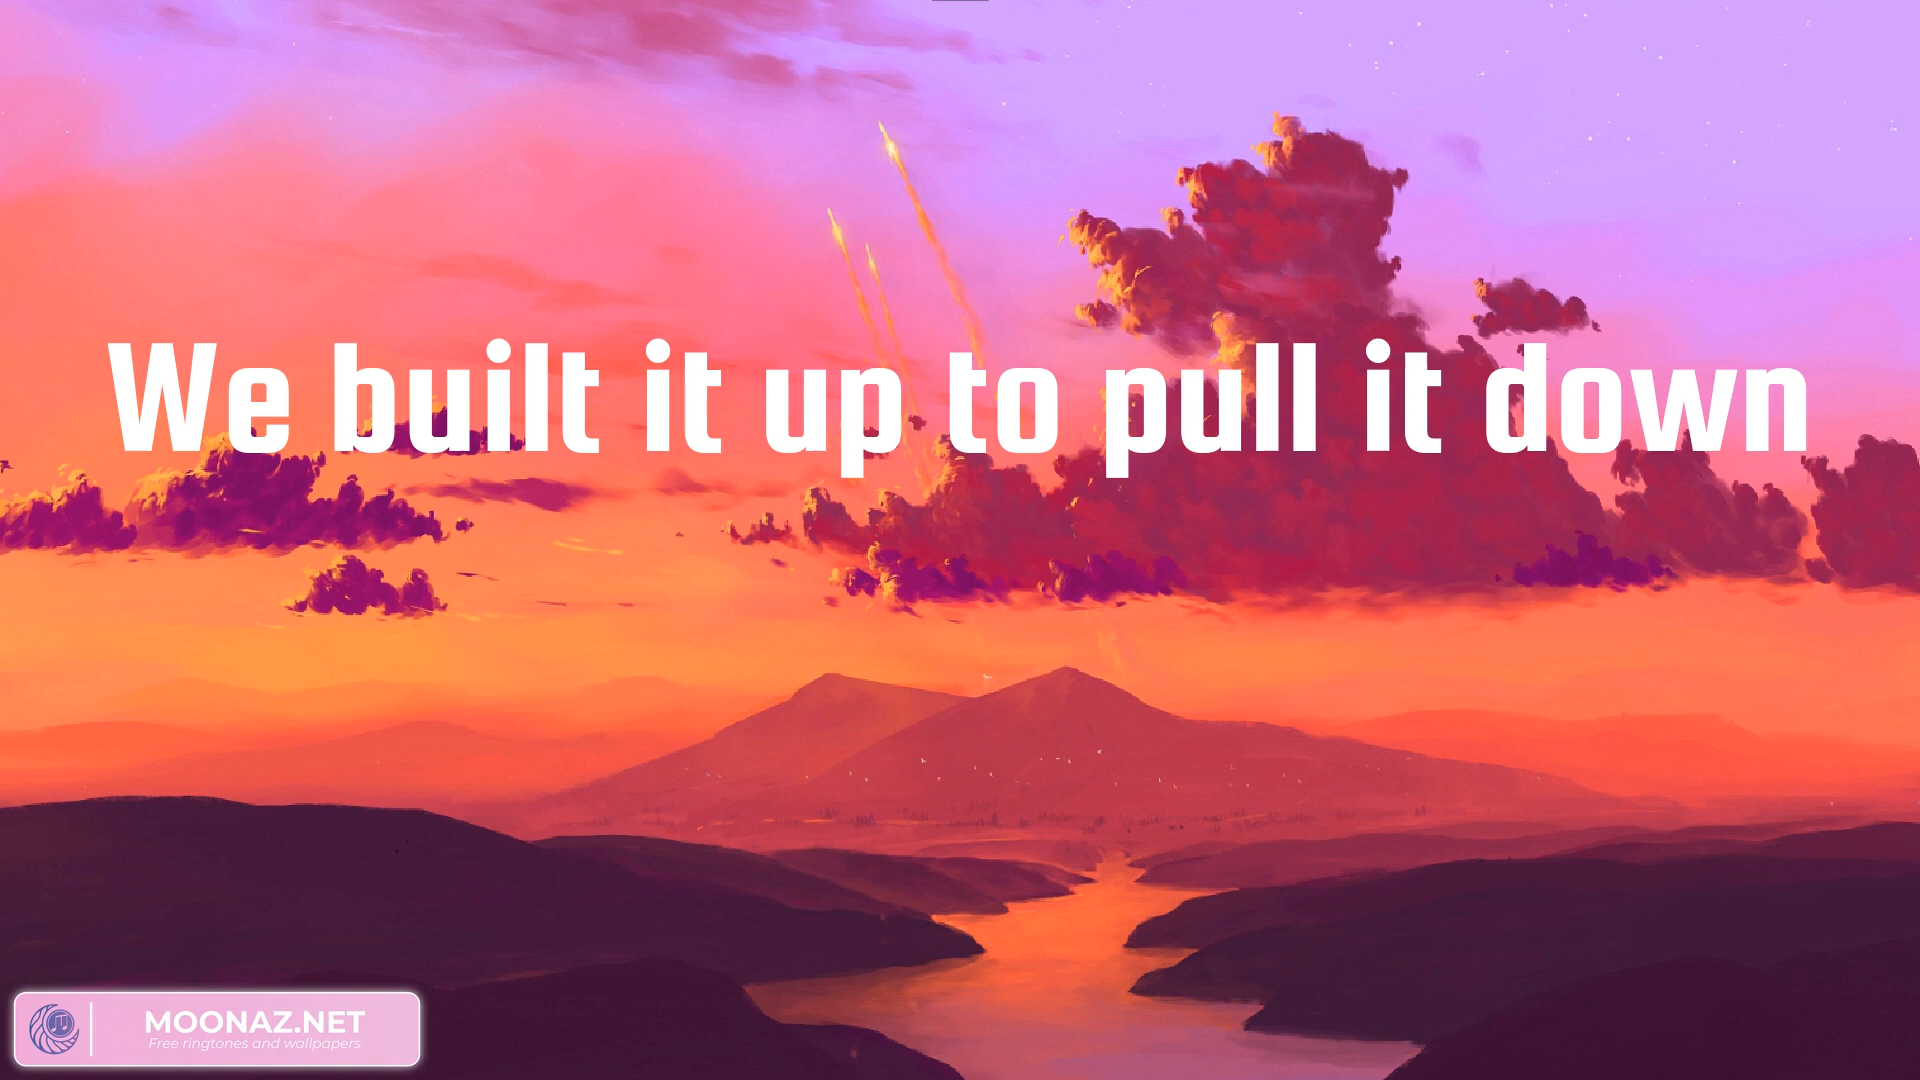 We built it up to pull it down
MOONAZ.NET
Free ringtones and wallpapers